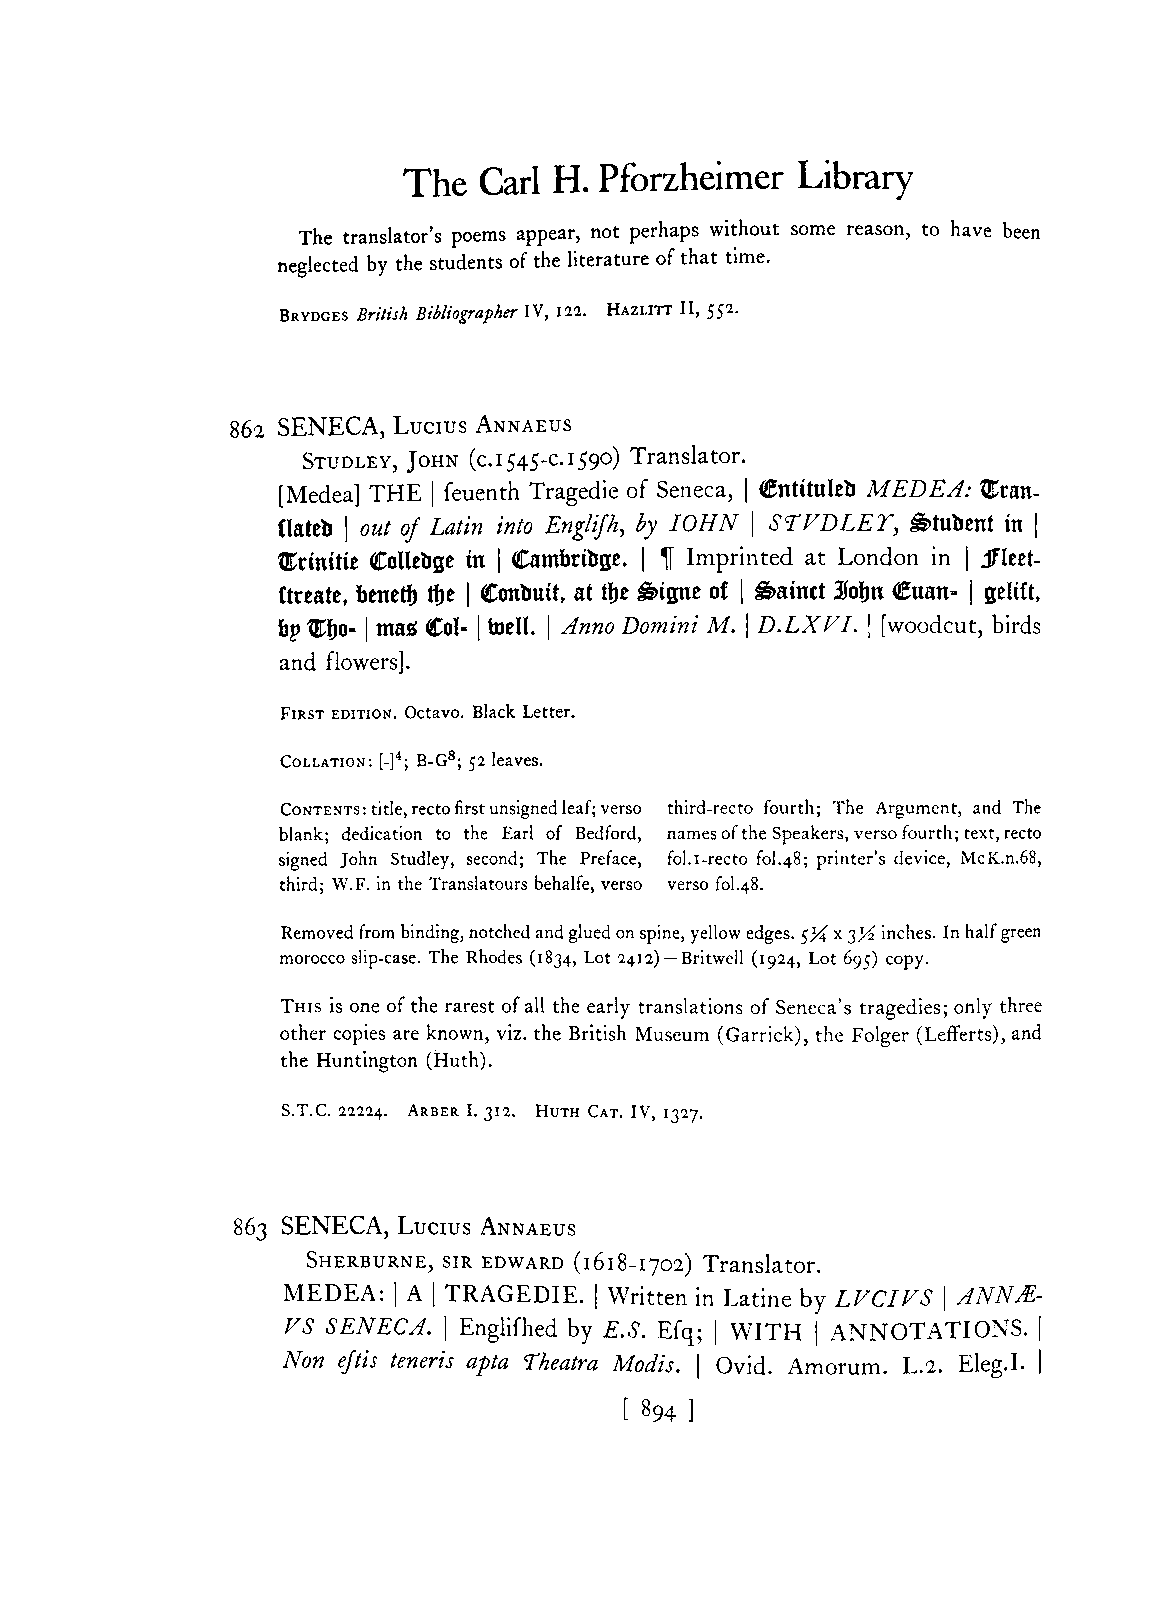 The Carl H. Pforzheimer Library
The translator's poems appear, not perhaps without some reason, to have been
neglected by the students of the literature of that time.
BRYDGES British Bibliographer IV, 122. HAZLITT II, 552.
862 SENECA, LUCIUS ANNAEUS
STUDLEY, JOHN (c.1545-c.1590) Translator.
[Medea] THE | ſeuenth Tragedie of Seneca, | Entituled MEDEA: Tran-
ſlated | out of Latin into Engliſh, by IOHN | STVDLEY, Student in |
Trinitie Colledge in | Cambridge. | ¶ Imprinted at London in | Fleet-
ſtreate, beneth the | Conduit, at the Signe of | Sainct John Euan- | geliſt,
by Tho- | mas Col- | well. | Anno Domini M. | D.LXVI. | [woodcut, birds
and flowers].
FIRST EDITION. Octavo. Black Letter.
COLLATION: [-]⁴; B-G⁸; 52 leaves.
CONTENTS: title, recto first unsigned leaf; verso
blank; dedication to the Earl of Bedford,
signed John Studley, second; The Preface,
third; W.F. in the Translatours behalfe, verso
third-recto fourth; The Argument, and The
names of the Speakers, verso fourth; text, recto
fol.1-recto fol.48; printer's device, McK.n.68,
verso fol.48.
Removed from binding, notched and glued on spine, yellow edges. 5¼ x 3½ inches. In half green
morocco slip-case. The Rhodes (1834, Lot 2412)—Britwell (1924, Lot 695) copy.
THIS is one of the rarest of all the early translations of Seneca's tragedies; only three
other copies are known, viz. the British Museum (Garrick), the Folger (Lefferts), and
the Huntington (Huth).
S.T.C. 22224. ARBER I. 312. HUTH CAT. IV, 1327.
863 SENECA, LUCIUS ANNAEUS
SHERBURNE, SIR EDWARD (1618-1702) Translator.
MEDEA: | A | TRAGEDIE. | Written in Latine by LVCIVS | ANNÆ-
VS SENECA. | Engliſhed by E.S. Eſq; | WITH | ANNOTATIONS. |
Non eſtis teneris apta Theatra Modis. | Ovid. Amorum. L.2. Eleg.I. |
[ 894 ]